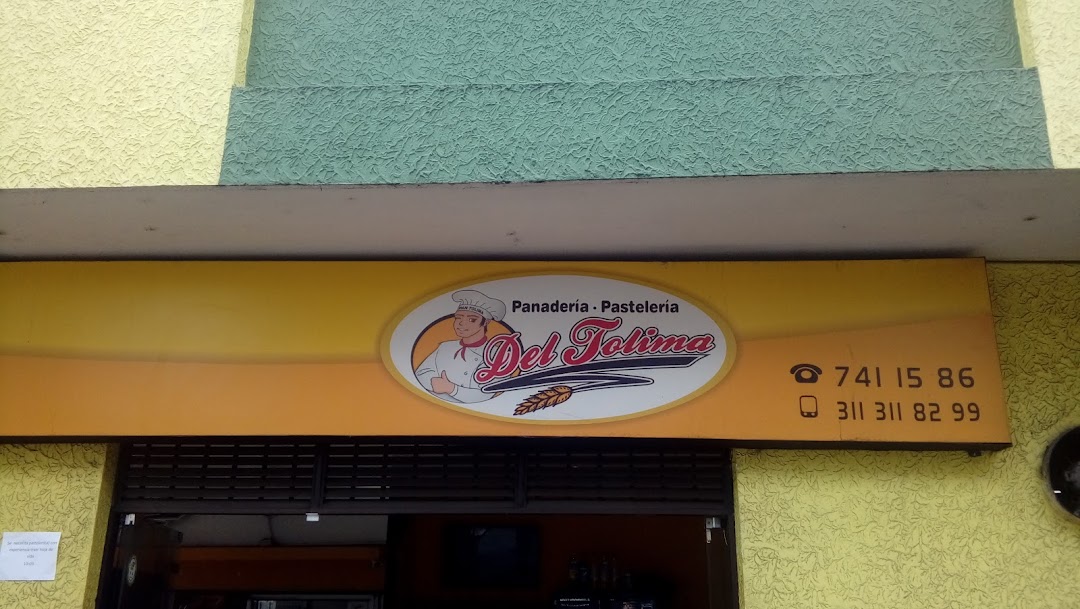 Panadería · Pastelería
Del Tolima
741 15 86
311 311 82 99